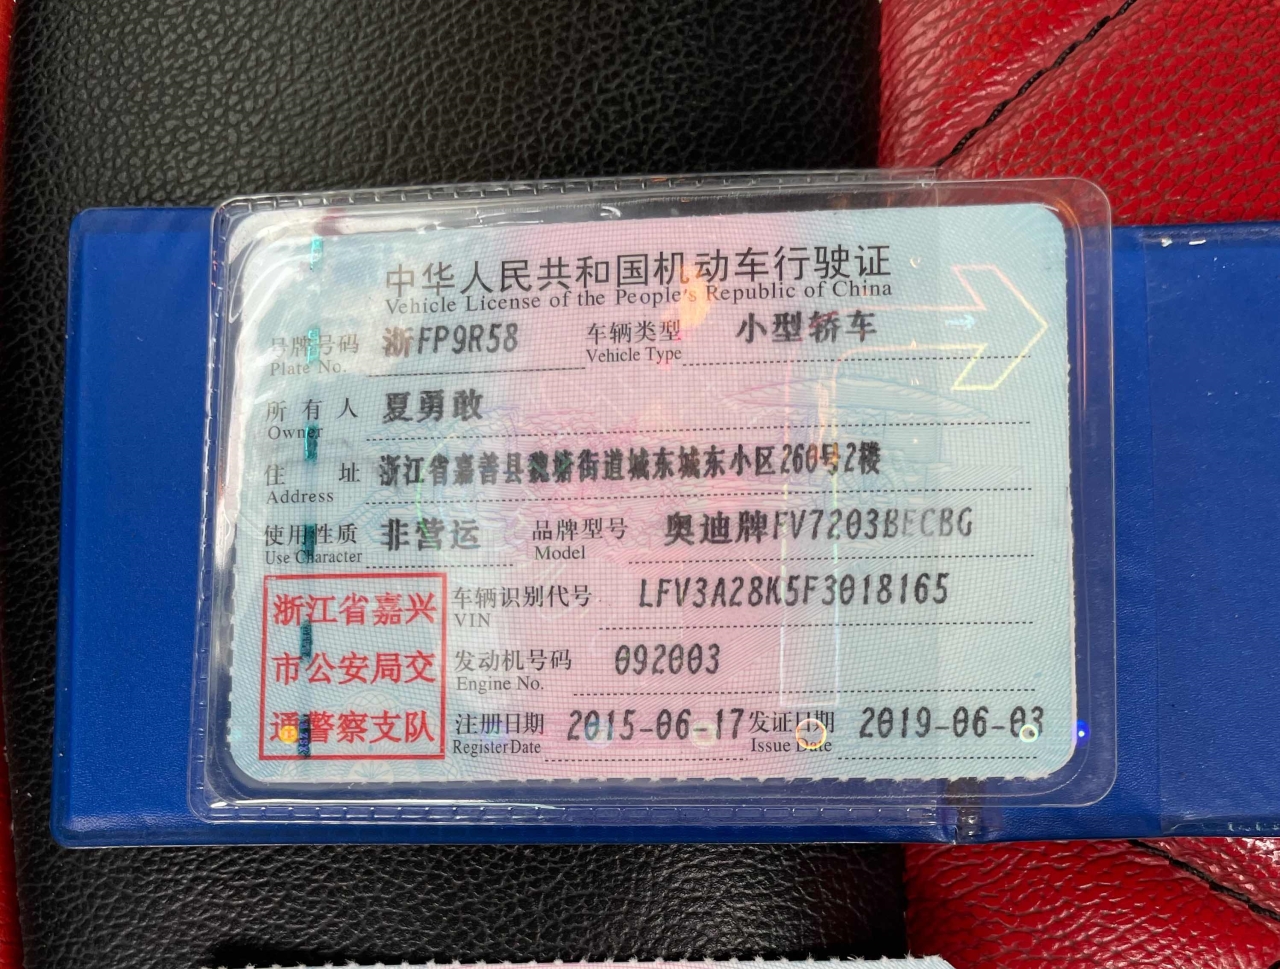 中华人民共和国机动车行驶证
Vehicle License of the People's Republic of China
号牌号码 浙FP9R58 车辆类型 小型轿车
Plate No. Vehicle Type
所有人 夏勇敢
Owner
住址 浙江省嘉善县魏塘街道城东城东小区260号2楼
Address
使用性质 非营运 品牌型号 奥迪牌FV7203BECBG
Use Character Model
浙江省嘉兴
市公安局交
通警察支队
车辆识别代号 LFV3A28K5F3018165
VIN
发动机号码 092003
Engine No.
注册日期 2015-06-17 发证日期 2019-06-03
Register Date Issue Date